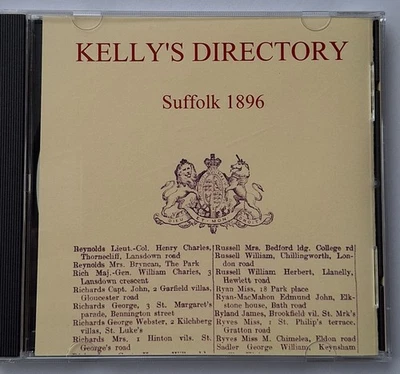 KELLY'S DIRECTORY
Suffolk 1896
Reynolds Lieut.-Col. Henry Charles,
Thornecliff, Lansdown road
Reynolds Mrs. Bryncan, The Park
Rich Maj.-Gen. William Charles, 3
Lansdown crescent
Richards Capt. John, 2 Garfield villas,
Gloucester road
Richards George, 3 St. Margaret's
parade, Bennington street
Richards George Webster, 2 Kilchberg
villas, St. Luke's
Richards Mrs. 1 Hinton vils. St.
George's road
Russell Mrs. Bedford ldg. College rd
Russell William, Chillingworth, Lon-
don road
Russell William Herbert, Llanelly,
Hewlett road
Ryan Miss, 18 Park place
Ryan-MacMahon Edmund John, Elk-
stone house, Bath road
Ryland James, Brookfield vil. St. Mrk's
Ryves Miss, 1 St. Philip's terrace,
Gratton road
Ryves Miss M. Chimelea, Eldon road
Sadler George William, Keynsham